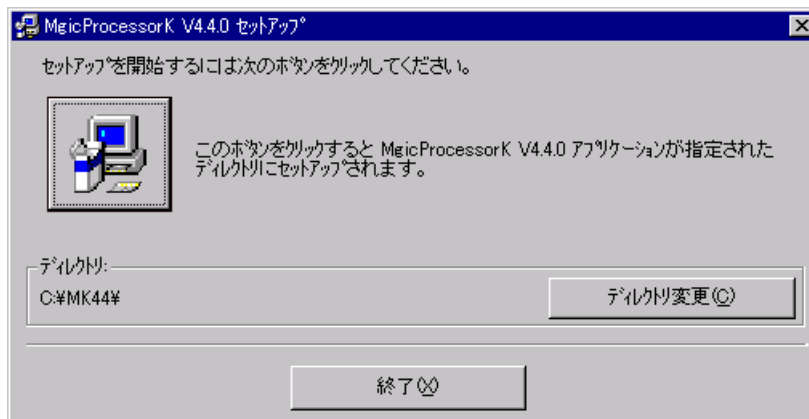 MgicProcessorK V4.4.0 セットアップ
セットアップを開始するには次のボタンをクリックしてください。
このボタンをクリックすると MgicProcessorK V4.4.0 アプリケーションが指定された
ディレクトリにセットアップされます。
ディレクトリ:
C:¥MK44¥
ディレクトリ変更(C)
終了(X)